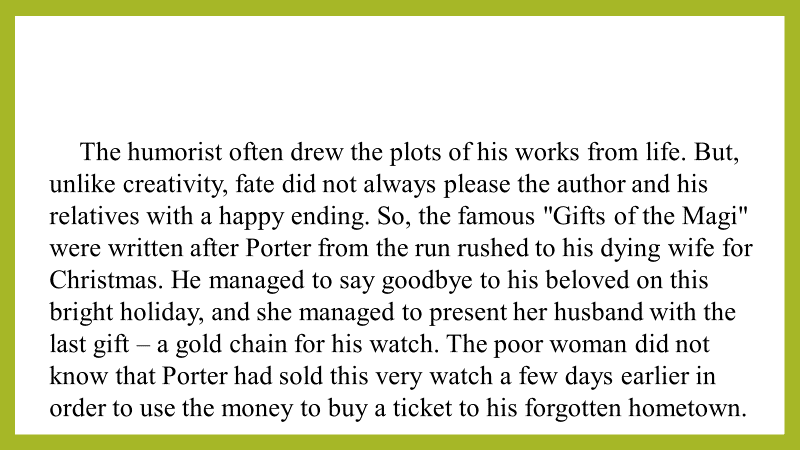 The humorist often drew the plots of his works from life. But,
unlike creativity, fate did not always please the author and his
relatives with a happy ending. So, the famous "Gifts of the Magi"
were written after Porter from the run rushed to his dying wife for
Christmas. He managed to say goodbye to his beloved on this
bright holiday, and she managed to present her husband with the
last gift – a gold chain for his watch. The poor woman did not
know that Porter had sold this very watch a few days earlier in
order to use the money to buy a ticket to his forgotten hometown.